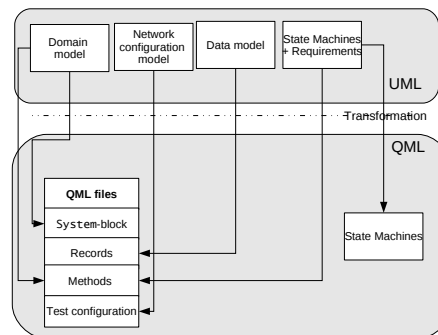 Domain
model
Network
configuration
model
Data model
State Machines
+ Requirements
UML
Transformation
QML
QML files
System-block
Records
Methods
Test configuration
State Machines